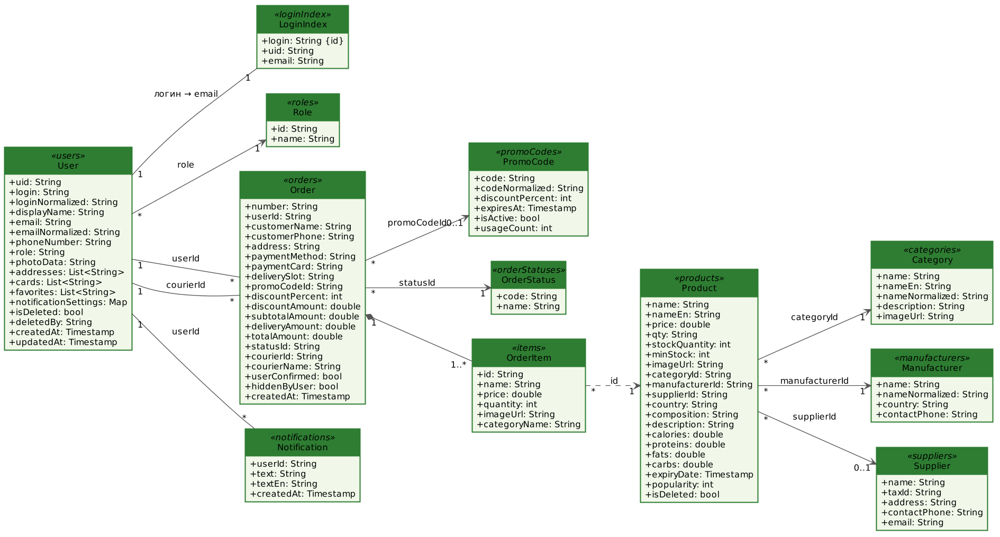 «loginIndex»
LoginIndex
+login: String {id}
+uid: String
+email: String
1
логин → email
1
«roles»
Role
+id: String
+name: String
1
role
*
«users»
User
+uid: String
+login: String
+loginNormalized: String
+displayName: String
+email: String
+emailNormalized: String
+phoneNumber: String
+role: String
+photoData: String
+addresses: List<String>
+cards: List<String>
+favorites: List<String>
+notificationSettings: Map
+isDeleted: bool
+deletedBy: String
+createdAt: Timestamp
+updatedAt: Timestamp
userId
1
*
courierId
1
*
userId
1
*
«orders»
Order
+number: String
+userId: String
+customerName: String
+customerPhone: String
+address: String
+paymentMethod: String
+paymentCard: String
+deliverySlot: String
+promoCodeId: String
+discountPercent: int
+discountAmount: double
+subtotalAmount: double
+deliveryAmount: double
+totalAmount: double
+statusId: String
+courierId: String
+courierName: String
+userConfirmed: bool
+hiddenByUser: bool
+createdAt: Timestamp
«notifications»
Notification
+userId: String
+text: String
+textEn: String
+createdAt: Timestamp
promoCodeId
0..1
*
statusId
*
1
1
1..*
«promoCodes»
PromoCode
+code: String
+codeNormalized: String
+discountPercent: int
+expiresAt: Timestamp
+isActive: bool
+usageCount: int
«orderStatuses»
OrderStatus
+code: String
+name: String
«items»
OrderItem
+id: String
+name: String
+price: double
+quantity: int
+imageUrl: String
+categoryName: String
id
*
1
«products»
Product
+name: String
+nameEn: String
+price: double
+qty: String
+stockQuantity: int
+minStock: int
+imageUrl: String
+categoryId: String
+manufacturerId: String
+supplierId: String
+country: String
+composition: String
+description: String
+calories: double
+proteins: double
+fats: double
+carbs: double
+expiryDate: Timestamp
+popularity: int
+isDeleted: bool
categoryId
1
*
manufacturerId
*
1
supplierId
*
0..1
«categories»
Category
+name: String
+nameEn: String
+nameNormalized: String
+description: String
+imageUrl: String
«manufacturers»
Manufacturer
+name: String
+nameNormalized: String
+country: String
+contactPhone: String
«suppliers»
Supplier
+name: String
+taxId: String
+address: String
+contactPhone: String
+email: String